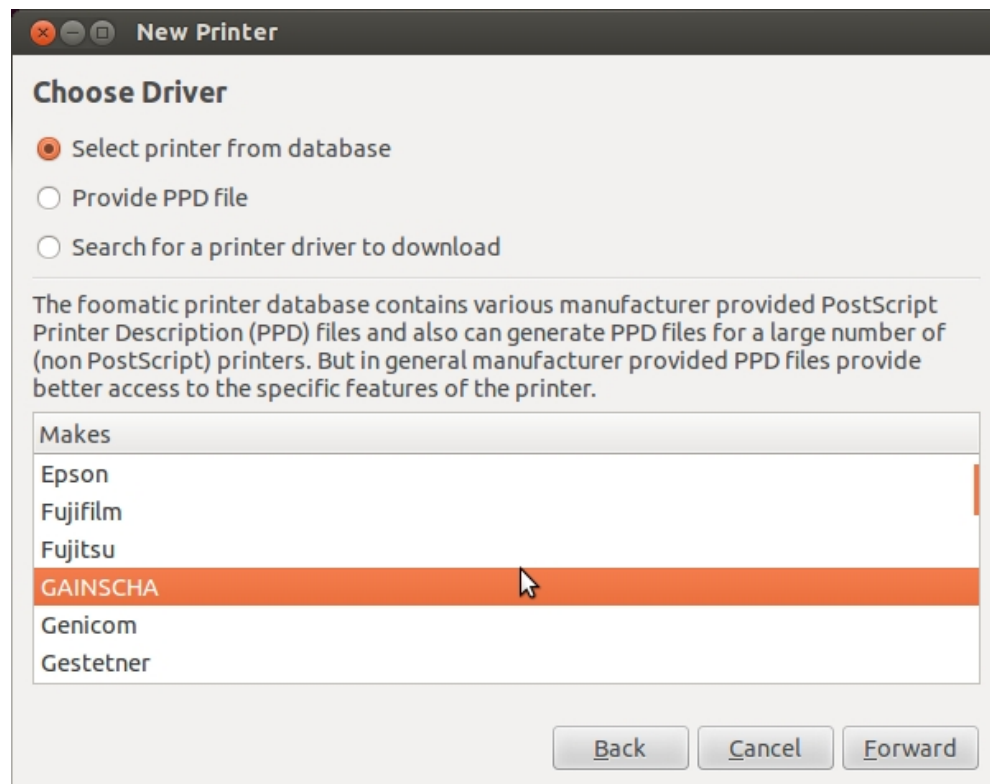 New Printer
Choose Driver
Select printer from database
Provide PPD file
Search for a printer driver to download
The foomatic printer database contains various manufacturer provided PostScript
Printer Description (PPD) files and also can generate PPD files for a large number of
(non PostScript) printers. But in general manufacturer provided PPD files provide
better access to the specific features of the printer.
Makes
Epson
Fujifilm
Fujitsu
GAINSCHA
Genicom
Gestetner
Back Cancel Forward